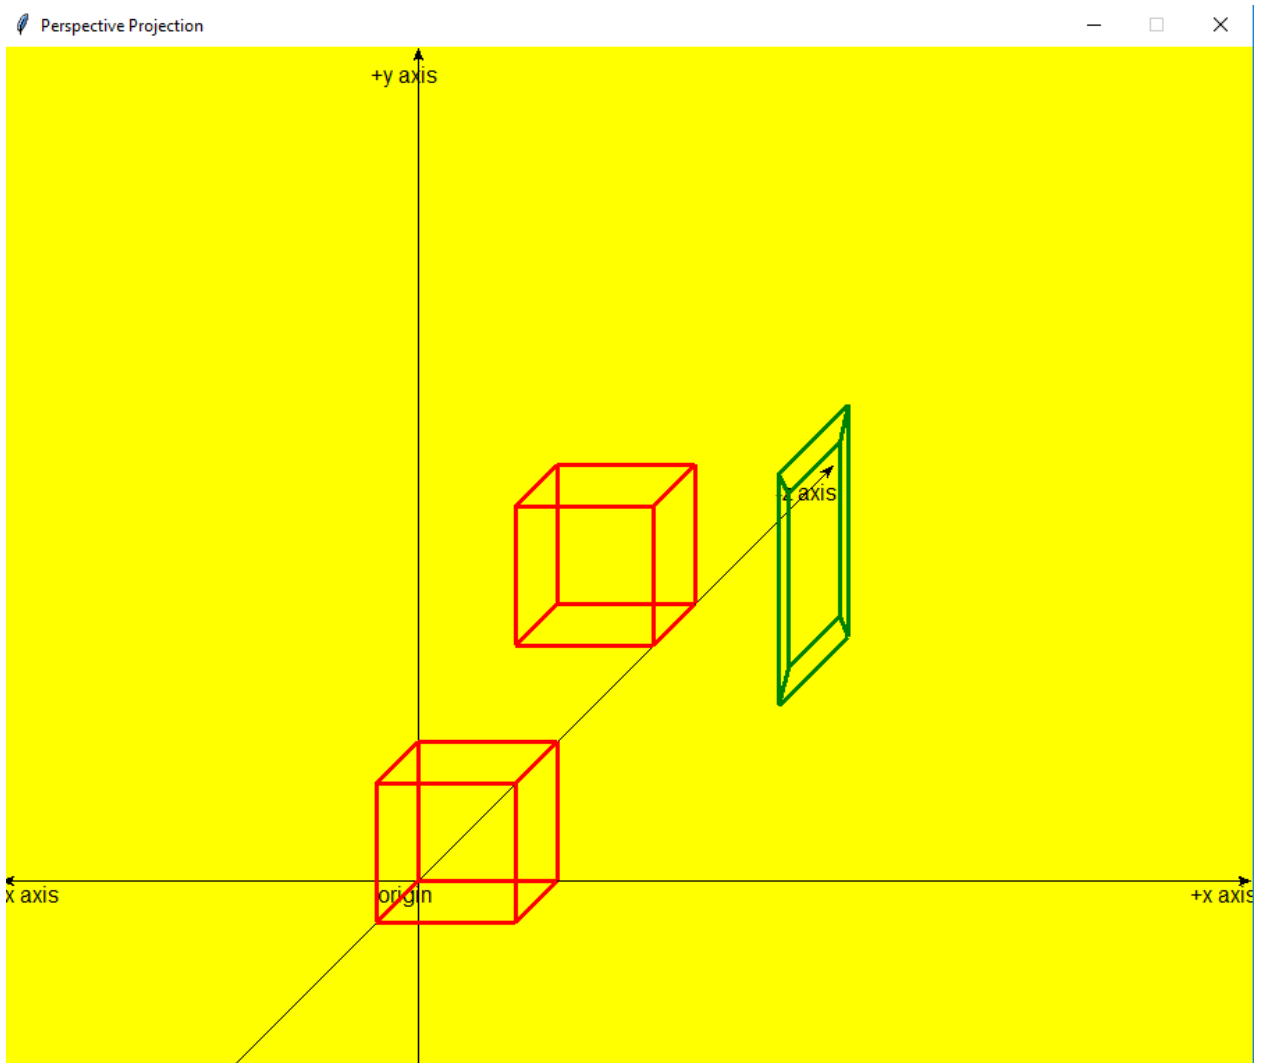 Perspective Projection
+y axis
-z axis
x axis
origin
+x axis